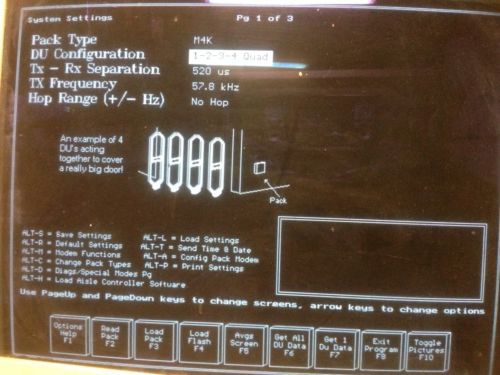 System Settings Pg 1 of 3
Pack Type M4K
DU Configuration 1-2-3-4 Quad
Tx - Rx Separation 520 us
TX Frequency 57.8 kHz
Hop Range (+/- Hz) No Hop
An example of 4
DU's acting
together to cover
a really big door!
Pack
ALT-S = Save Settings ALT-L = Load Settings
ALT-R = Default Settings ALT-T = Send Time & Date
ALT-M = Modem Functions ALT-A = Config Pack Modem
ALT-C = Change Pack Types ALT-P = Print Settings
ALT-D = Diags/Special Modes Pg
ALT-H = Load Aisle Controller Software
Use PageUp and PageDown keys to change screens, arrow keys to change options
Options Help F1
Read Pack F2
Load Pack F3
Load Flash F4
Avgs Screen F5
Get All DU Data F6
Get 1 DU Data F7
Exit Program F9
Toggle Pictures F10